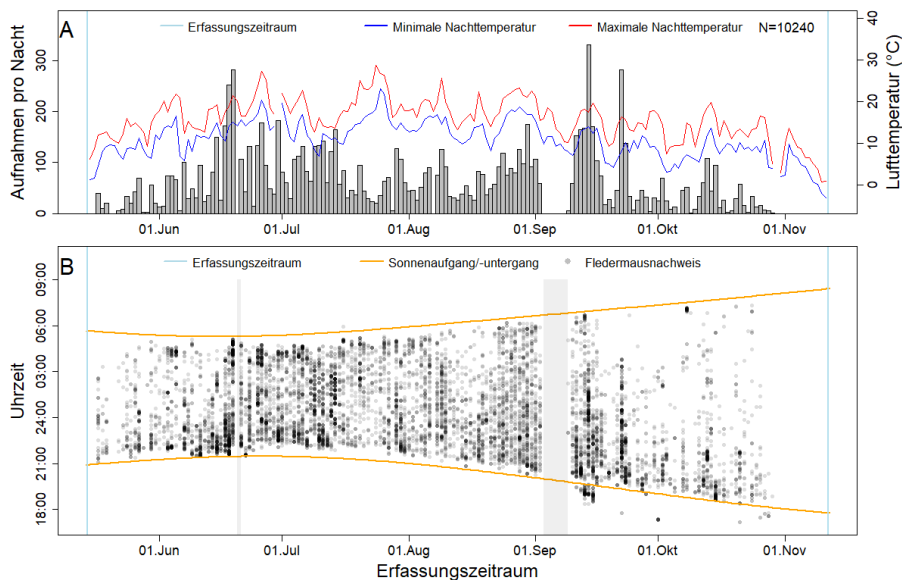 A Erfassungszeitraum Minimale Nachttemperatur Maximale Nachttemperatur N=10240
Aufnahmen pro Nacht
0 100 200 300
Lufttemperatur (°C)
0 10 20 30 40
01.Jun 01.Jul 01.Aug 01.Sep 01.Okt 01.Nov
B Erfassungszeitraum Sonnenaufgang/-untergang Fledermausnachweis
Uhrzeit
18:00 21:00 24:00 03:00 06:00 09:00
01.Jun 01.Jul 01.Aug 01.Sep 01.Okt 01.Nov
Erfassungszeitraum